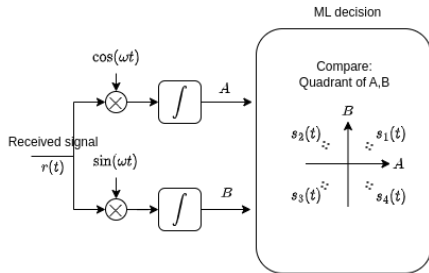 ML decision
cos(ωt)
Compare:
Quadrant of A,B
A
∫
B
s₂(t)
s₁(t)
Received signal
r(t)
sin(ωt)
A
s₃(t)
s₄(t)
B
∫